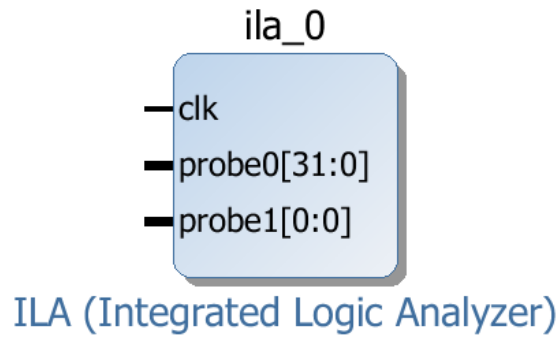 ila_0
clk
probe0[31:0]
probe1[0:0]
ILA (Integrated Logic Analyzer)